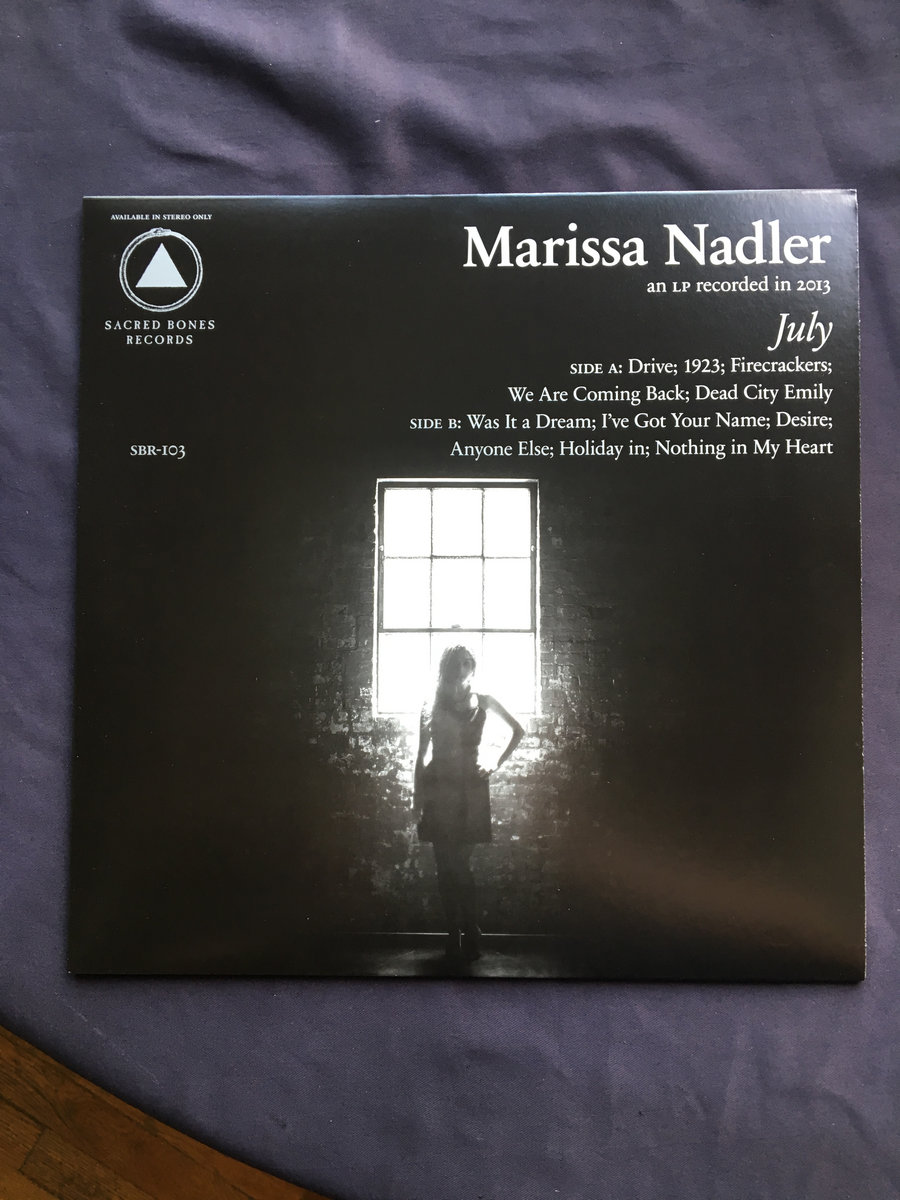 AVAILABLE IN STEREO ONLY
SACRED BONES
RECORDS
SBR-103
Marissa Nadler
an LP recorded in 2013
July
SIDE A: Drive; 1923; Firecrackers;
We Are Coming Back; Dead City Emily
SIDE B: Was It a Dream; I've Got Your Name; Desire;
Anyone Else; Holiday in; Nothing in My Heart